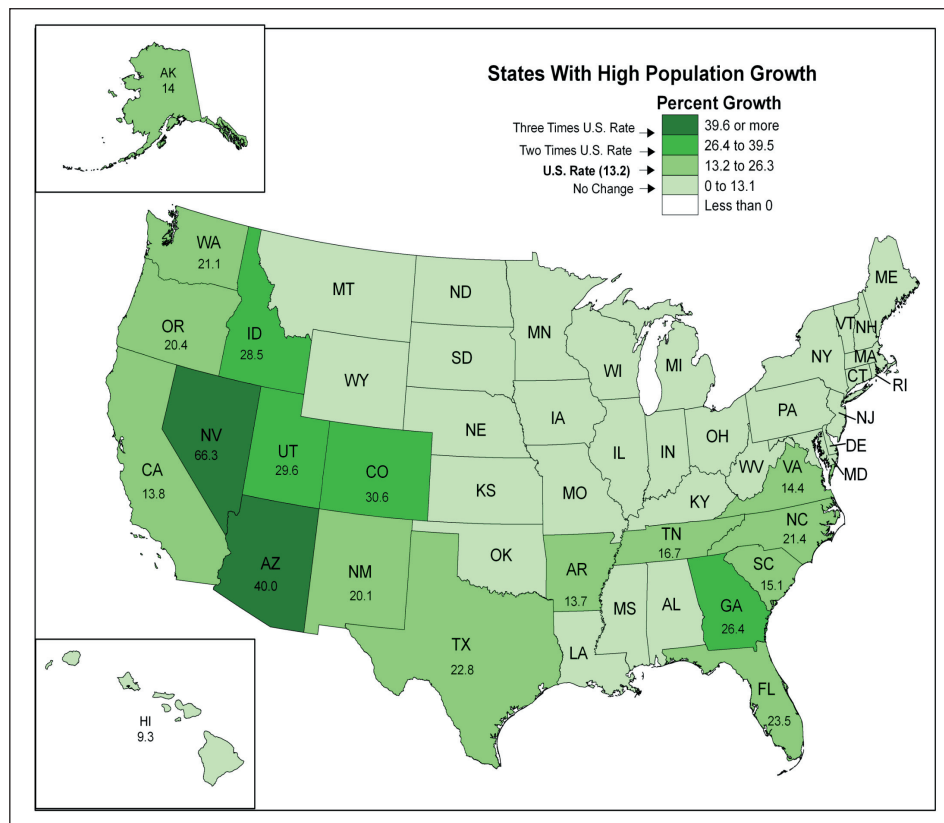 AK
14
States With High Population Growth
Percent Growth
Three Times U.S. Rate
39.6 or more
Two Times U.S. Rate
26.4 to 39.5
U.S. Rate (13.2)
13.2 to 26.3
No Change
0 to 13.1
Less than 0
WA
21.1
OR
20.4
ID
28.5
MT
ND
MN
SD
WY
WI
MI
NY
VT
NH
ME
MA
CT
RI
NJ
PA
DE
MD
NV
66.3
UT
29.6
CO
30.6
CA
13.8
NE
IA
IL
IN
OH
WV
VA
14.4
KS
MO
KY
NC
21.4
TN
16.7
SC
15.1
AZ
40.0
NM
20.1
OK
AR
13.7
MS
AL
GA
26.4
TX
22.8
LA
FL
23.5
HI
9.3